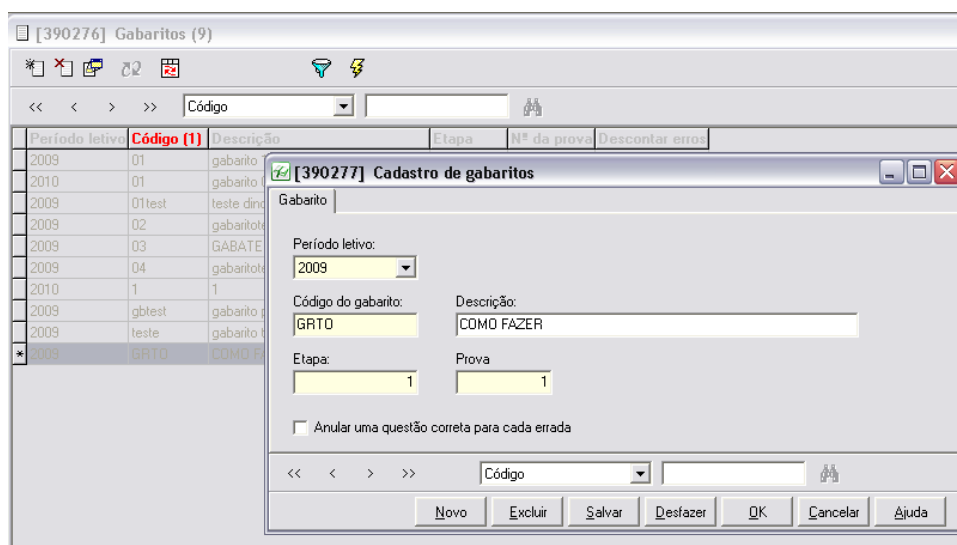 [390276] Gabaritos (9)
<< < > >> Código
Período letivo Código (1) Descrição Etapa Nº da prova Descontar erros
2009 01 gabarito
2010 01 gabarito
01test teste dinc
2009 02 gabaritote
2009 03 GABATE
2009 04 gabaritote
2010 1 1
2009 gbtest gabarito p
2009 teste gabarito t
* 2009 GRTO COMO FA
[390277] Cadastro de gabaritos
Gabarito
Período letivo:
2009
Código do gabarito: Descrição:
GRTO COMO FAZER
Etapa: Prova
1 1
Anular uma questão correta para cada errada
<< < > >> Código
Novo Excluir Salvar Desfazer OK Cancelar Ajuda